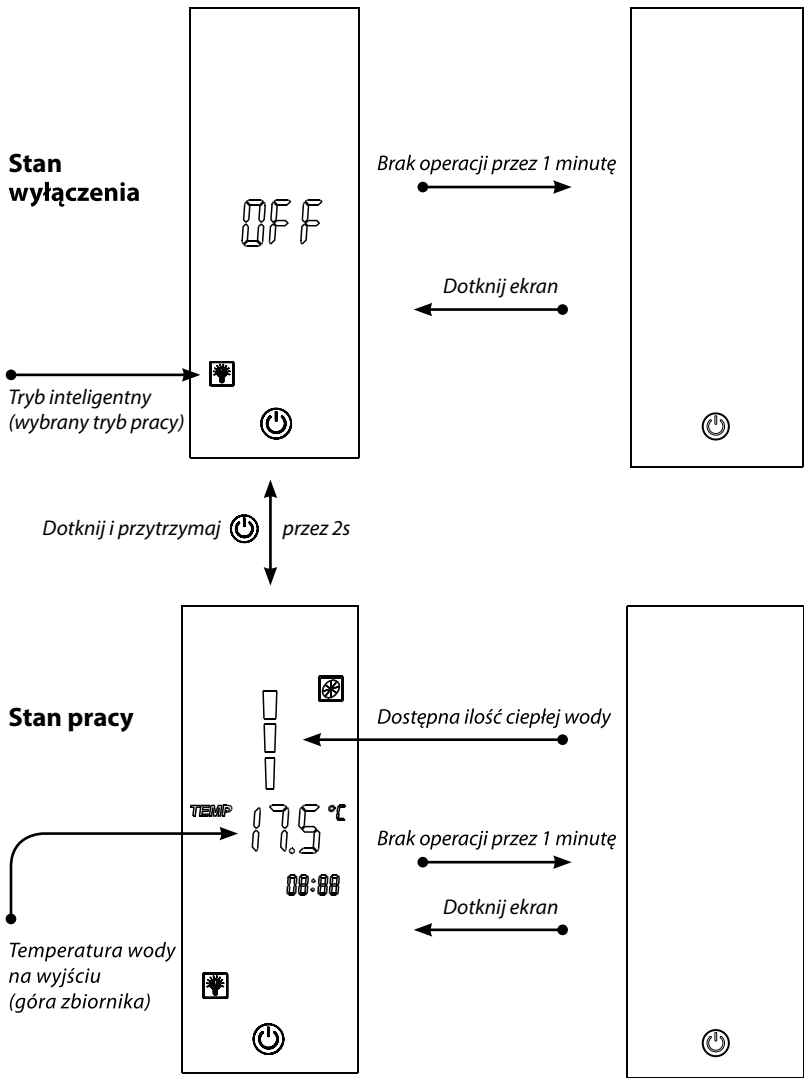 Stan
wyłączenia
OFF
Brak operacji przez 1 minutę
Dotknij ekran
Tryb inteligentny
(wybrany tryb pracy)
Dotknij i przytrzymaj przez 2s
Stan pracy
Dostępna ilość ciepłej wody
TEMP 17.5 °C
08:88
Brak operacji przez 1 minutę
Dotknij ekran
Temperatura wody
na wyjściu
(góra zbiornika)